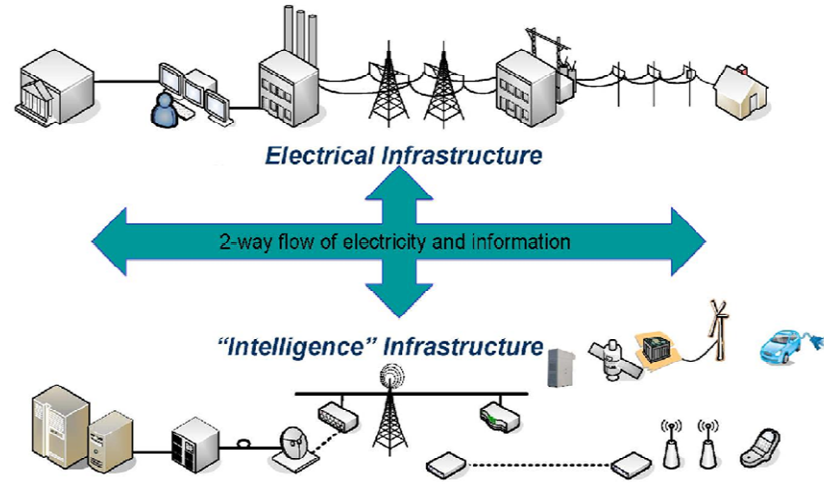 Electrical Infrastructure
2-way flow of electricity and information
“Intelligence” Infrastructure